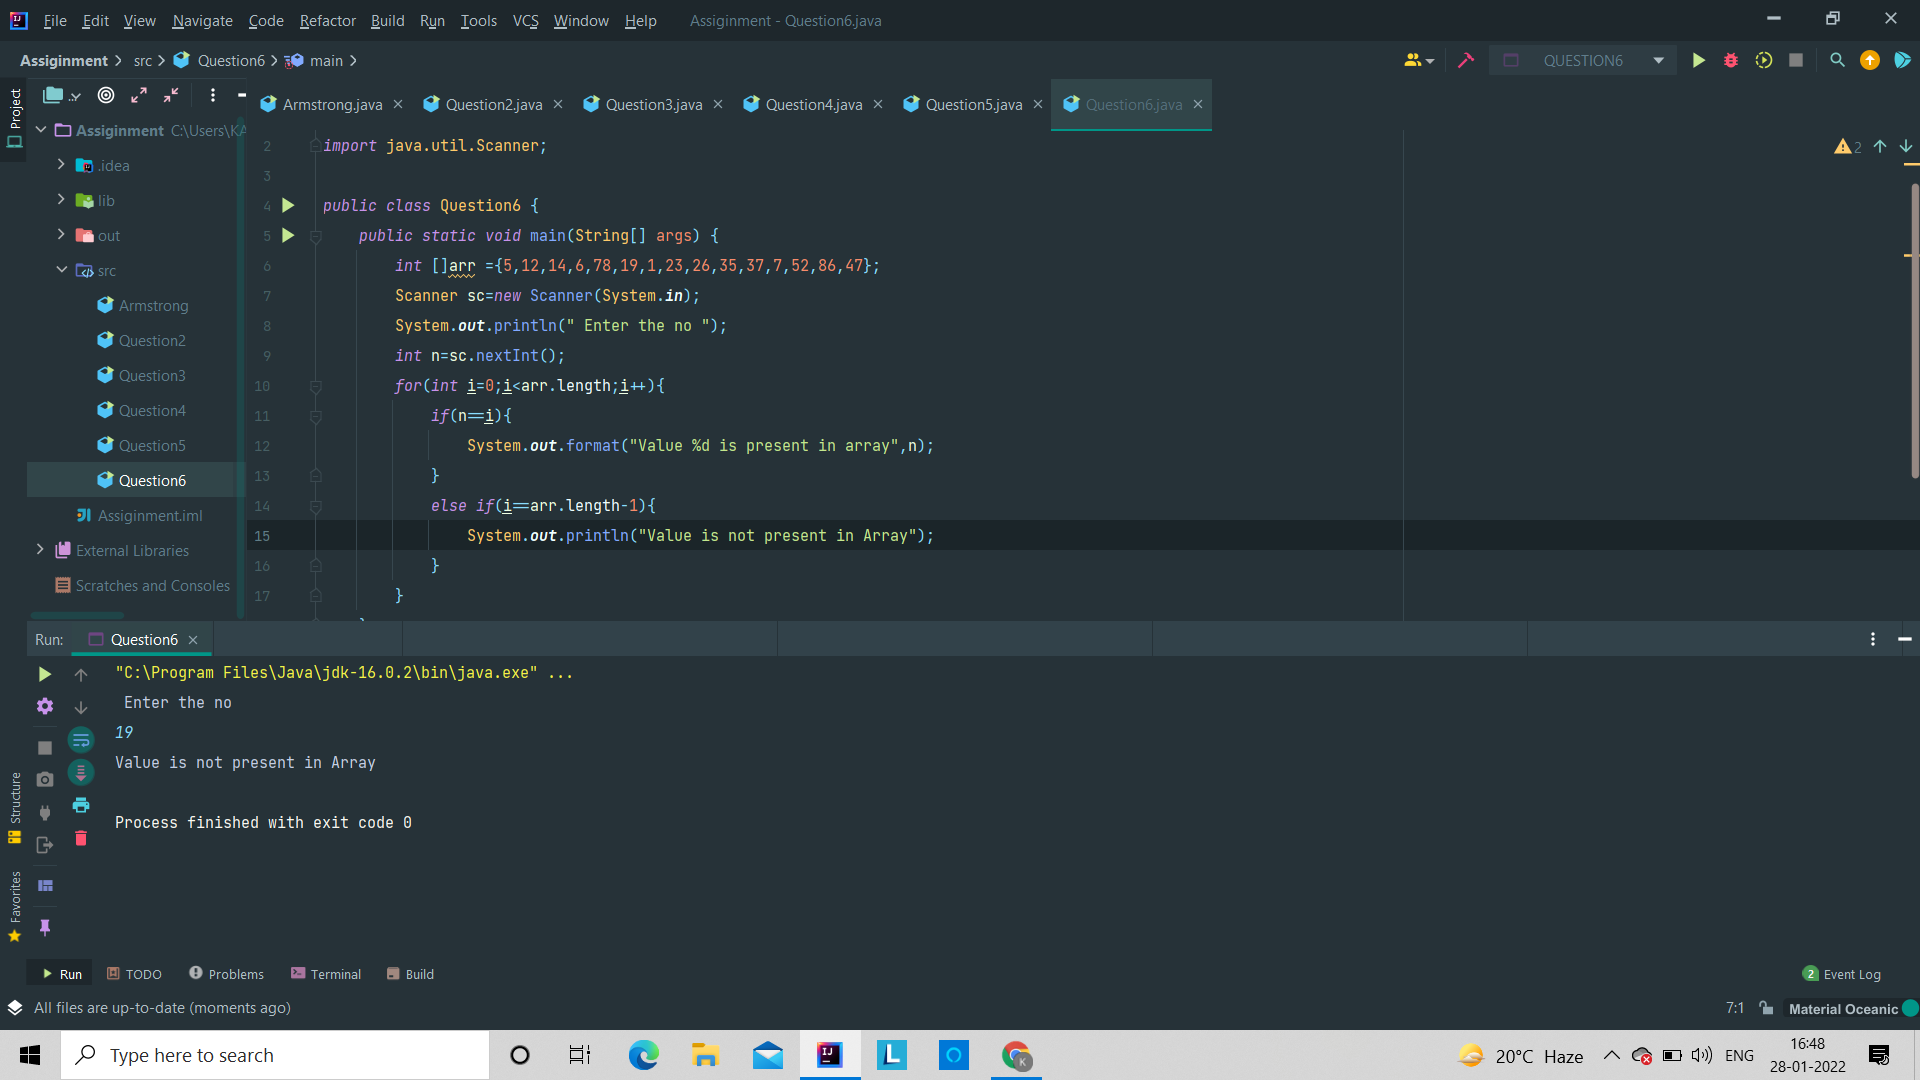 File Edit View Navigate Code Refactor Build Run Tools VCS Window Help Assiginment - Question6.java
Assiginment src Question6 main QUESTION6
Project
Armstrong.java Question2.java Question3.java Question4.java Question5.java Question6.java
Assiginment C:\Users\KA
.idea
lib
out
src
Armstrong
Question2
Question3
Question4
Question5
Question6
Assiginment.iml
External Libraries
Scratches and Consoles
2 import java.util.Scanner;
3
4 public class Question6 {
5 public static void main(String[] args) {
6 int []arr ={5,12,14,6,78,19,1,23,26,35,37,7,52,86,47};
7 Scanner sc=new Scanner(System.in);
8 System.out.println(" Enter the no ");
9 int n=sc.nextInt();
10 for(int i=0;i<arr.length;i++){
11 if(n==i){
12 System.out.format("Value %d is present in array",n);
13 }
14 else if(i==arr.length-1){
15 System.out.println("Value is not present in Array");
16 }
17 }
2
Run: Question6
"C:\Program Files\Java\jdk-16.0.2\bin\java.exe" ...
Enter the no
19
Value is not present in Array
Process finished with exit code 0
Structure
Favorites
Run TODO Problems Terminal Build 2 Event Log
All files are up-to-date (moments ago) 7:1 Material Oceanic
Type here to search 20°C Haze ENG 16:48
28-01-2022